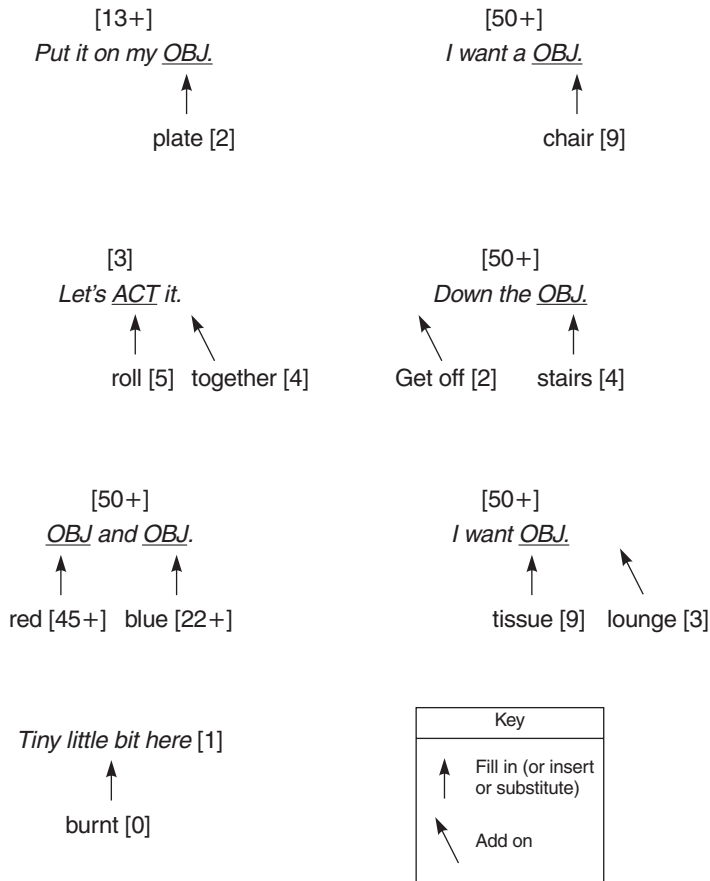 [13+]
Put it on my OBJ.
plate [2]
[50+]
I want a OBJ.
chair [9]
[3]
Let's ACT it.
roll [5] together [4]
[50+]
Down the OBJ.
Get off [2] stairs [4]
[50+]
OBJ and OBJ.
red [45+] blue [22+]
[50+]
I want OBJ.
tissue [9] lounge [3]
Tiny little bit here [1]
burnt [0]
Key
Fill in (or insert
or substitute)
Add on